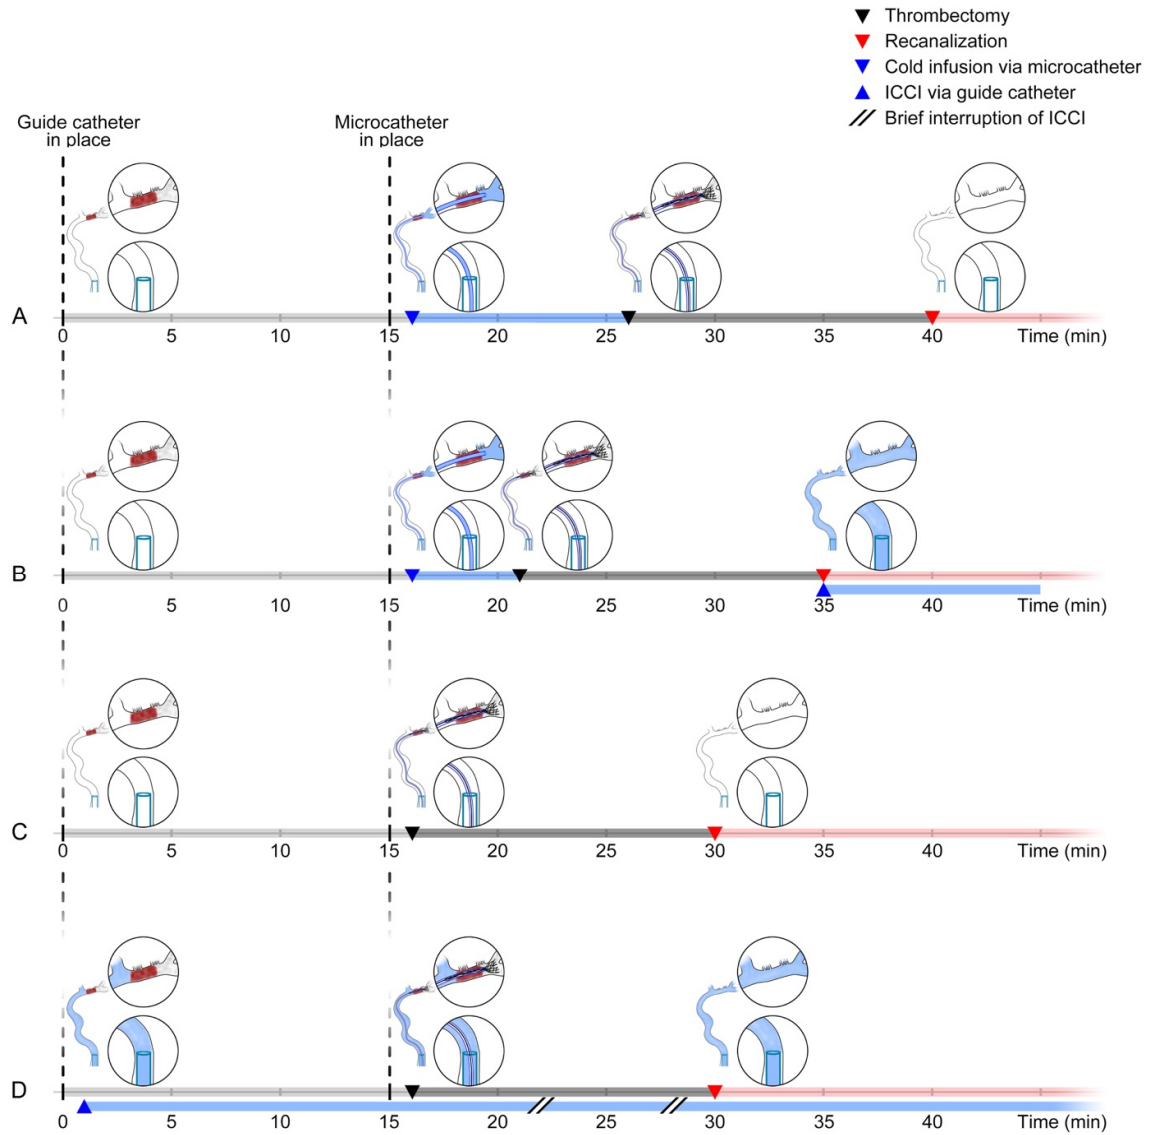 Thrombectomy
Recanalization
Cold infusion via microcatheter
ICCI via guide catheter
Brief interruption of ICCI
Guide catheter
in place
Microcatheter
in place
A
0 5 10 15 20 25 30 35 40 Time (min)
B
0 5 10 15 20 25 30 35 40 Time (min)
C
0 5 10 15 20 25 30 35 40 Time (min)
D
0 5 10 15 20 25 30 35 40 Time (min)